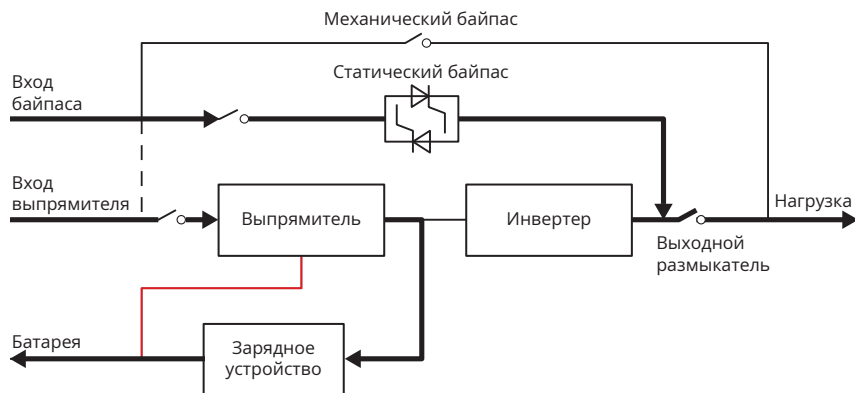 Механический байпас
Статический байпас
Вход
байпаса
Вход
выпрямителя
Выпрямитель
Инвертер
Нагрузка
Выходной
размыкатель
Батарея
Зарядное
устройство